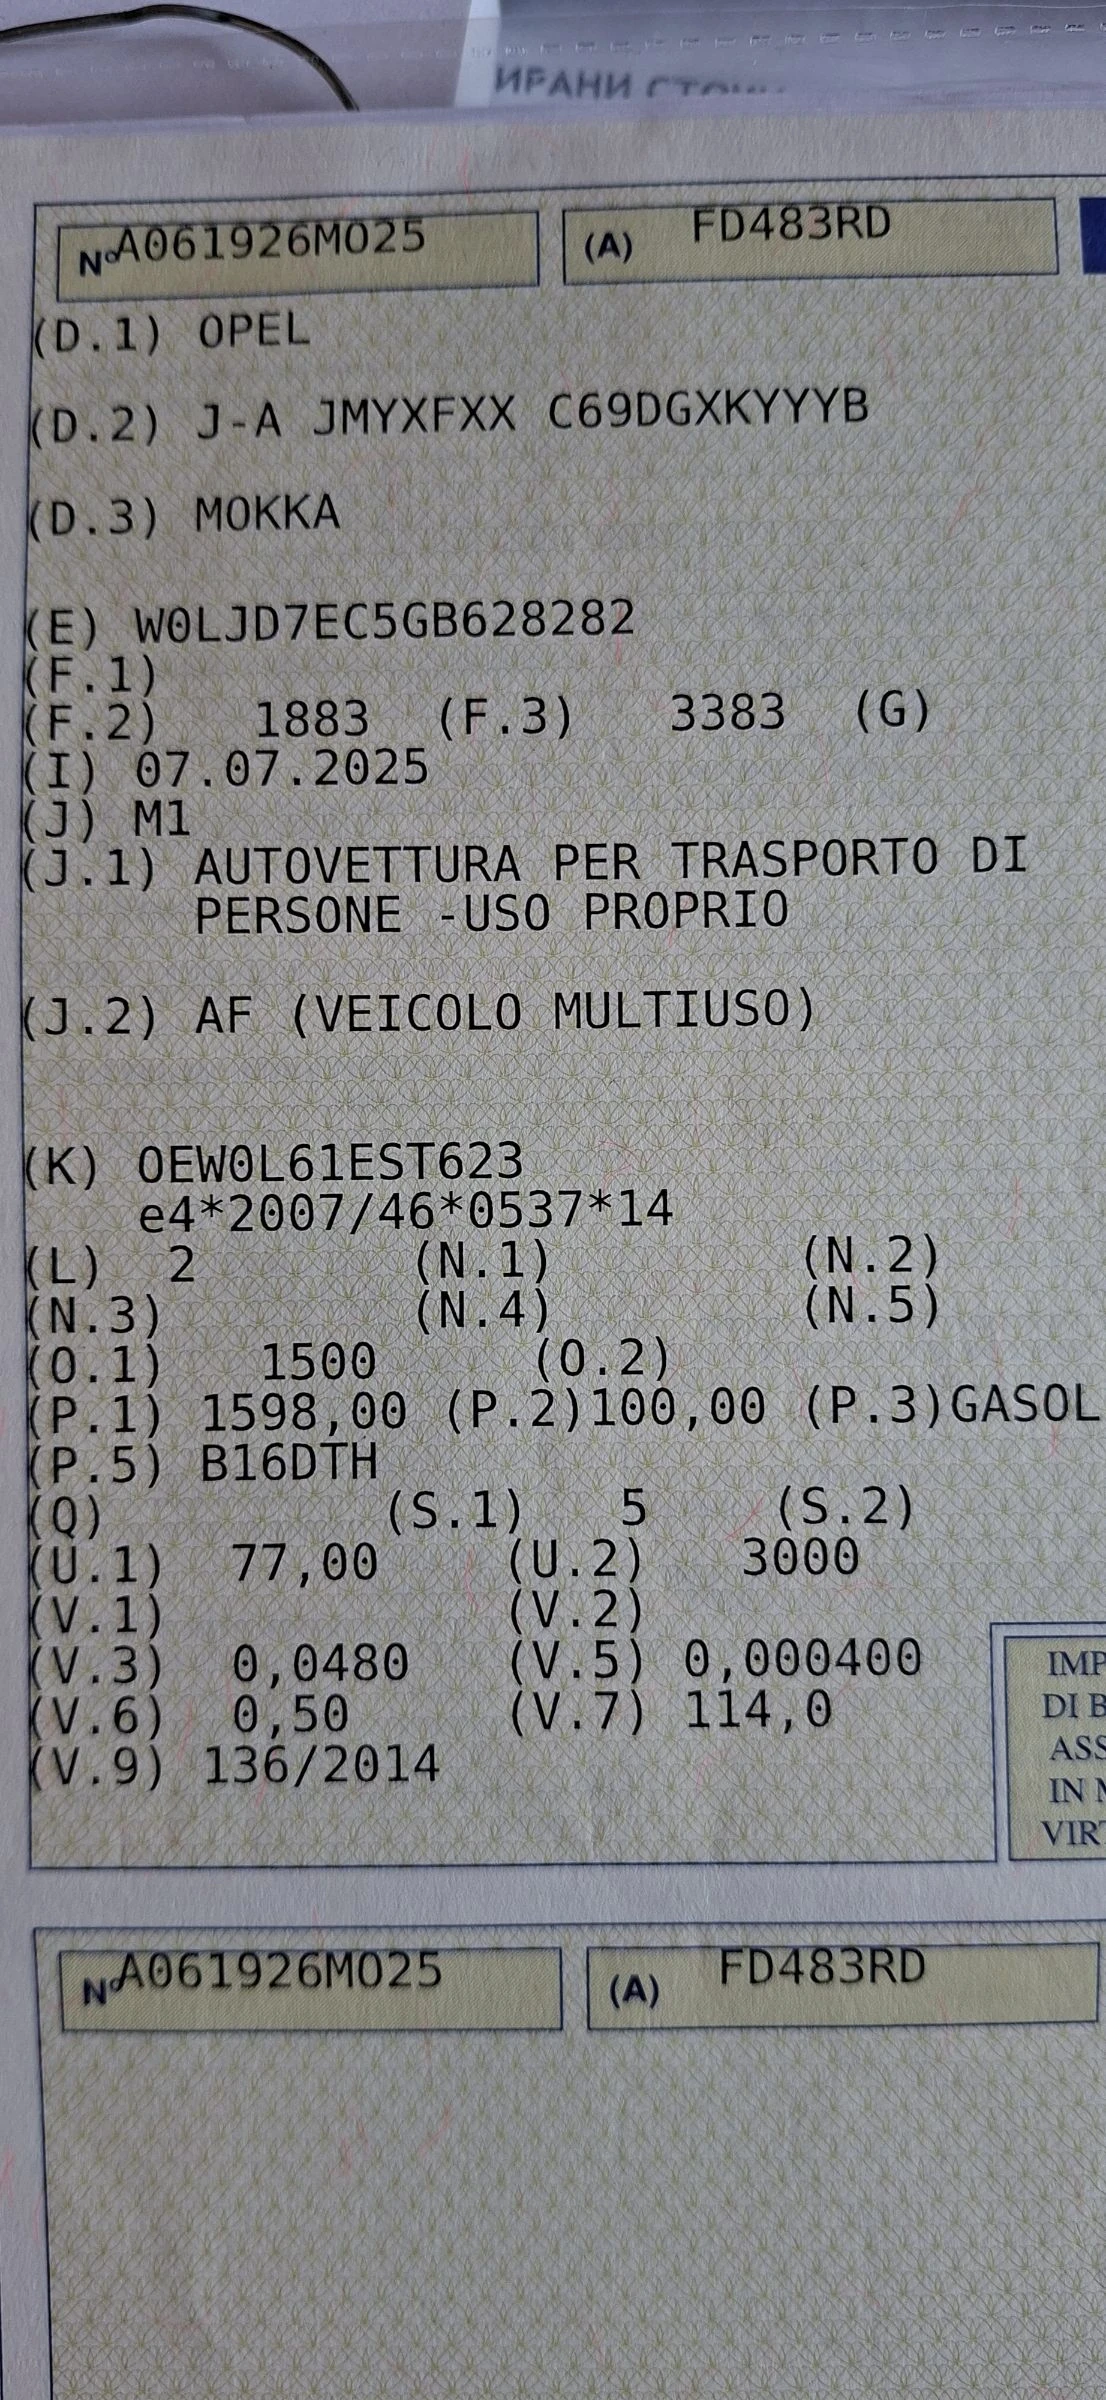 ИРАНИ
N° A061926MO25 (A) FD483RD
(D.1) OPEL
(D.2) J-A JMYXFXX C69DGXKYYYB
(D.3) MOKKA
(E) W0LJD7EC5GB628282
(F.1)
(F.2) 1883 (F.3) 3383 (G)
(I) 07.07.2025
(J) M1
(J.1) AUTOVETTURA PER TRASPORTO DI
PERSONE -USO PROPRIO
(J.2) AF (VEICOLO MULTIUSO)
(K) OEW0L61EST623
e4*2007/46*0537*14
(L) 2 (N.1) (N.2)
(N.3) (N.4) (N.5)
(O.1) 1500 (O.2)
(P.1) 1598,00 (P.2)100,00 (P.3)GASOL
(P.5) B16DTH
(Q) (S.1) 5 (S.2)
(U.1) 77,00 (U.2) 3000
(V.1) (V.2)
(V.3) 0,0480 (V.5) 0,000400
(V.6) 0,50 (V.7) 114,0
(V.9) 136/2014
IMP
DI B
ASS
IN M
VIRT
N° A061926MO25 (A) FD483RD